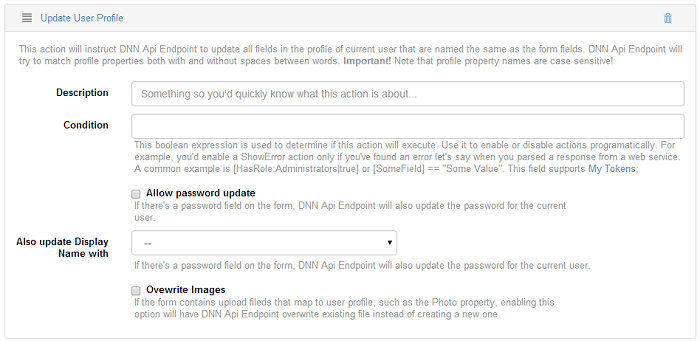 Update User Profile
This action will instruct DNN Api Endpoint to update all fields in the profile of current user that are named the same as the form fields. DNN Api Endpoint will
try to match profile properties both with and without spaces between words. Important! Note that profile property names are case sensitive!
Description
Something so you'd quickly know what this action is about...
Condition
This boolean expression is used to determine if this action will execute. Use it to enable or disable actions programatically. For
example, you'd enable a ShowError action only if you've found an error let's say when you parsed a response from a web service.
A common example is [HasRole:Administrators|true] or [SomeField] == "Some Value". This field supports My Tokens;
Allow password update
If there's a password field on the form, DNN Api Endpoint will also update the password for the current
user.
Also update Display
Name with
--
If there's a password field on the form, DNN Api Endpoint will also update the password for the current user.
Ovewrite Images
If the form contains upload fileds that map to user profile, such as the Photo property, enabling this
option will have DNN Api Endpoint overwrite existing file instead of creating a new one.